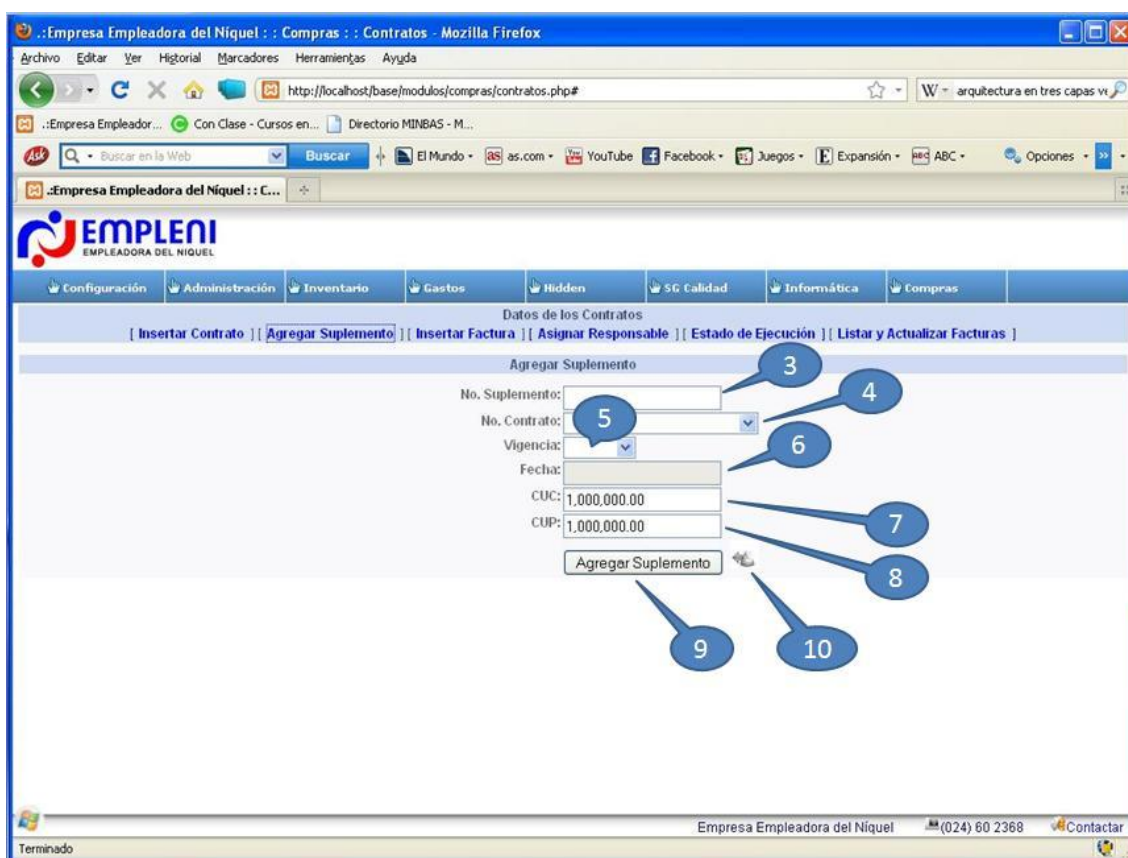 .:Empresa Empleadora del Níquel : : Compras : : Contratos - Mozilla Firefox
Archivo Editar Ver Historial Marcadores Herramientas Ayuda
http://localhost/base/modulos/compras/contratos.php# W arquitectura en tres capas ve
.:Empresa Empleador... Con Clase - Cursos en... Directorio MINBAS - M...
Ask Buscar en la Web Buscar El Mundo as as.com You YouTube Facebook Juegos E Expansión ABC ABC Opciones »
.:Empresa Empleadora del Níquel : : C...
EMPLENI
EMPLEADORA DEL NIQUEL
Configuración Administración Inventario Gastos Hidden SG Calidad Informática Compras
Datos de los Contratos
[ Insertar Contrato ][ Agregar Suplemento ][ Insertar Factura ][ Asignar Responsable ][ Estado de Ejecución ][ Listar y Actualizar Facturas ]
Agregar Suplemento
3
No. Suplemento:
4
No. Contrato:
5
Vigencia:
6
Fecha:
CUC: 1,000,000.00
7
CUP: 1,000,000.00
Agregar Suplemento
8
9
10
Empresa Empleadora del Níquel (024) 60 2368 Contactar
Terminado